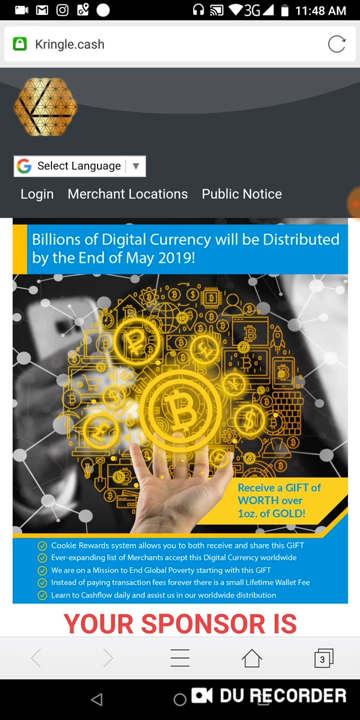 3G 11:48 AM
Kringle.cash
Select Language ▼
Login Merchant Locations Public Notice
Billions of Digital Currency will be Distributed
by the End of May 2019!
Receive a GIFT of
WORTH over
1oz. of GOLD!
Cookie Rewards system allows you to both receive and share this GIFT
Ever-expanding list of Merchants accept this Digital Currency worldwide
We are on a Mission to End Global Poverty starting with this GIFT
Instead of paying transaction fees forever there is a small Lifetime Wallet Fee
Learn to Cashflow daily and assist us in our worldwide distribution
YOUR SPONSOR IS
3
DU RECORDER